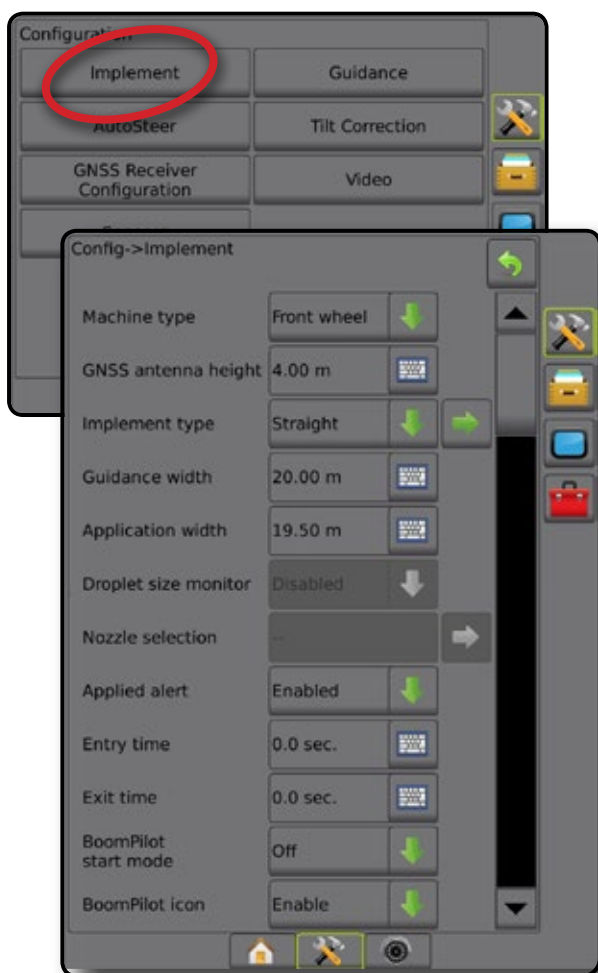 Configuration
Implement
Guidance
AutoSteer
Tilt Correction
GNSS Receiver
Configuration
Video
Config->Implement
Machine type
Front wheel
GNSS antenna height
4.00 m
Implement type
Straight
Guidance width
20.00 m
Application width
19.50 m
Droplet size monitor
Disabled
Nozzle selection
--
Applied alert
Enabled
Entry time
0.0 sec.
Exit time
0.0 sec.
BoomPilot
start mode
Off
BoomPilot icon
Enable